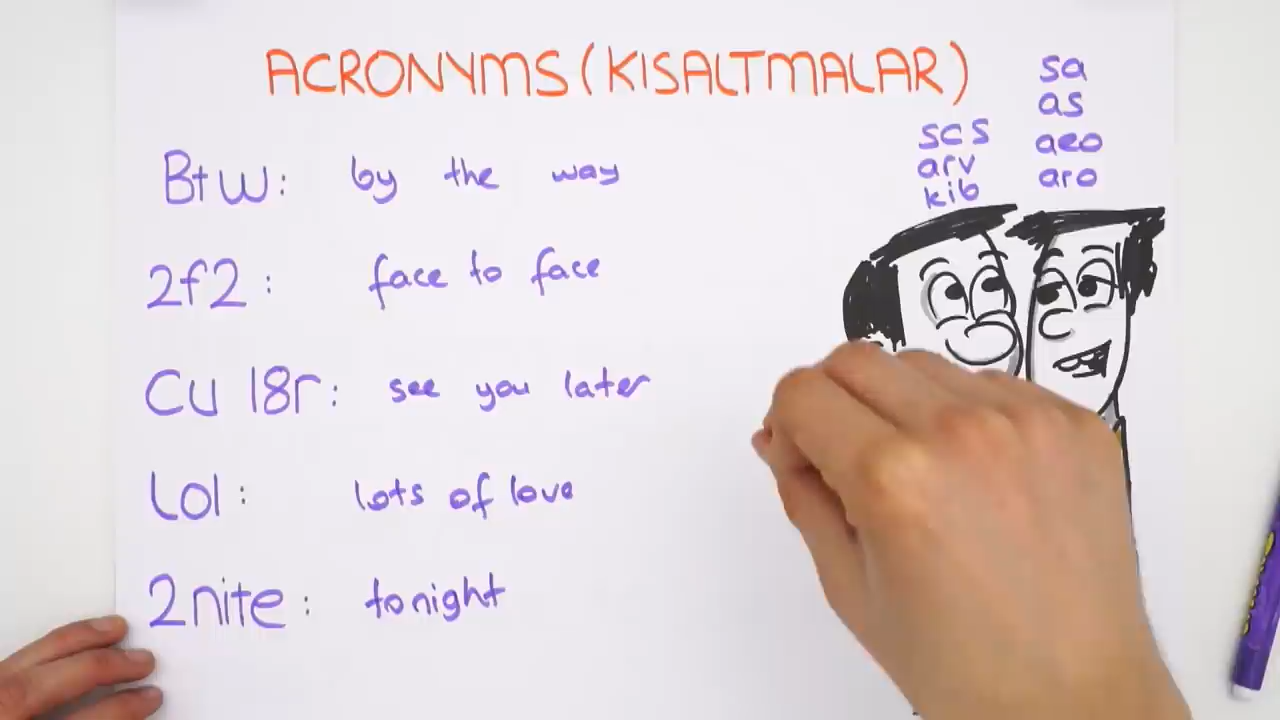 ACRONYMS (KISALTMALAR)
Btw: by the way
2f2: face to face
Cu l8r: see you later
Lol: lots of love
2nite: tonight
scs
arv
kib
sa
as
aeo
aro